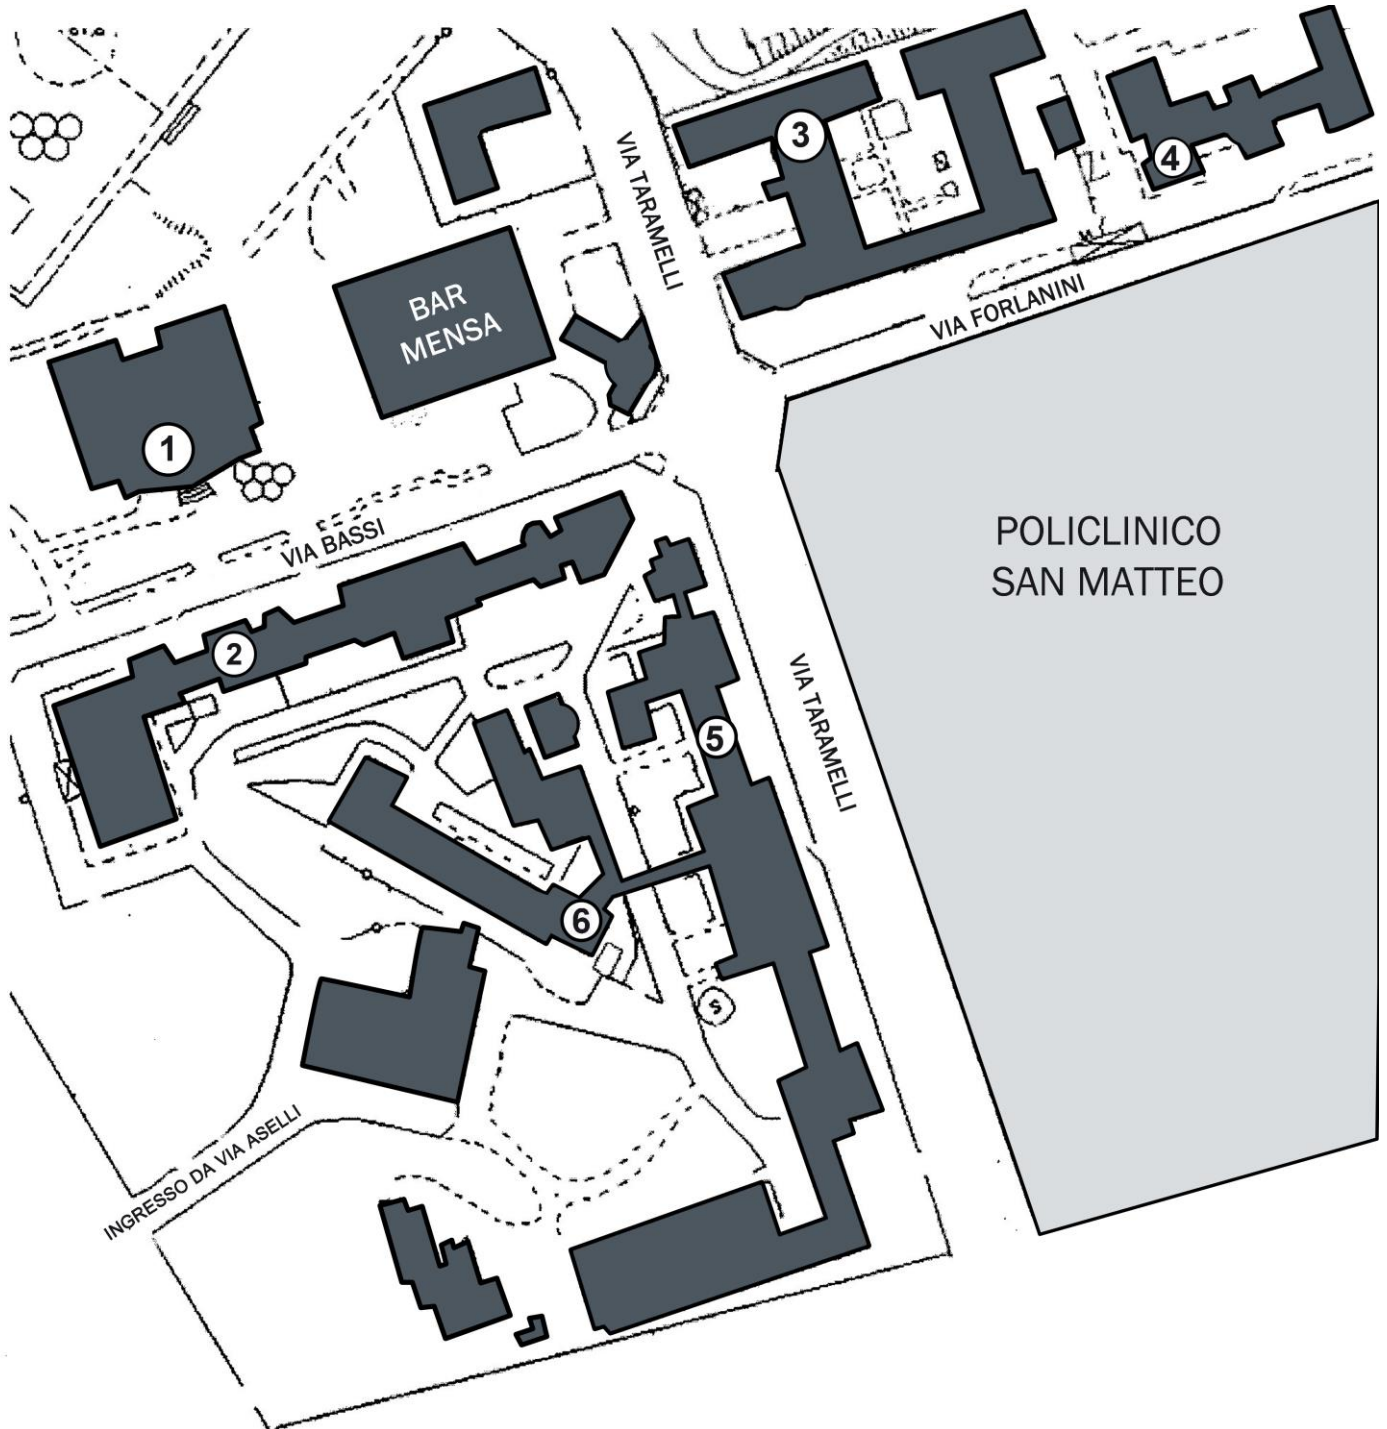 VIA TARAMELLI
3
4
BAR
MENSA
VIA FORLANINI
1
VIA BASSI
POLICLINICO
SAN MATTEO
2
VIA TARAMELLI
5
6
S
INGRESSO DA VIA ASELLI